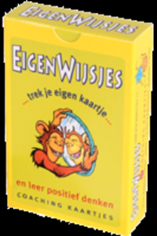 EIGENWIJSJES
trek je eigen kaartje
en leer positief denken
COACHING KAARTJES